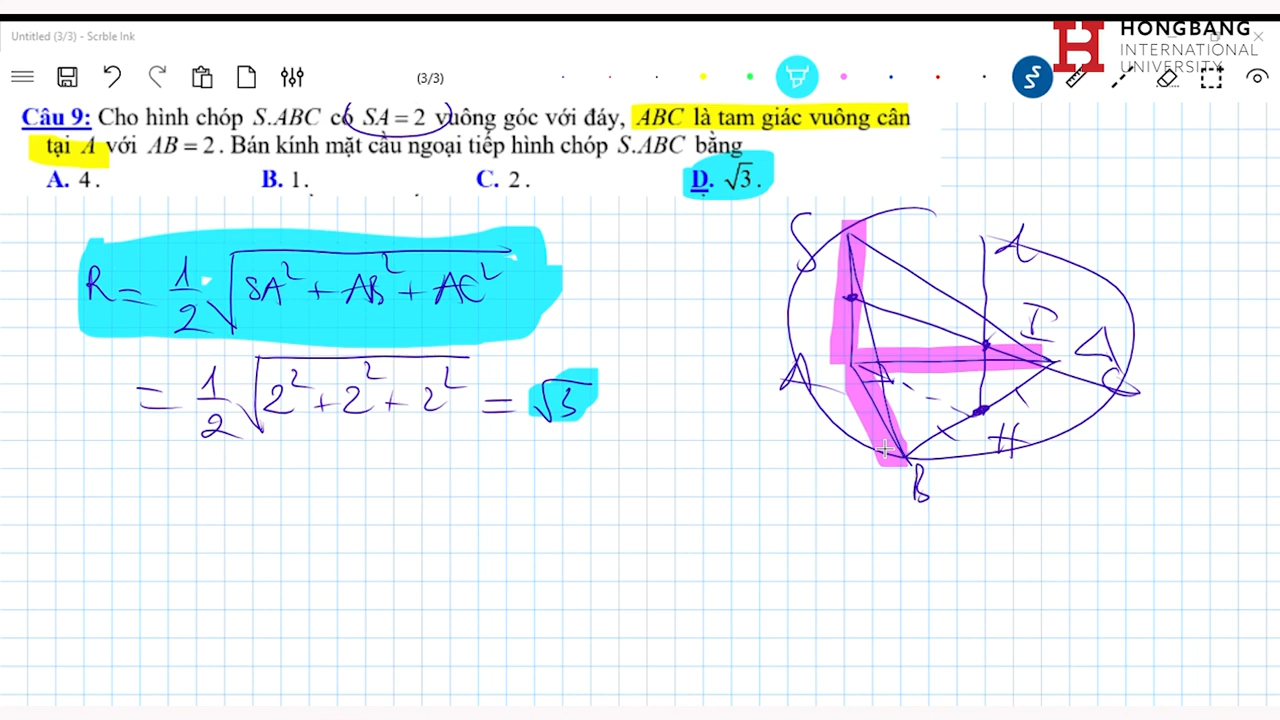 Untitled (3/3) - Scrble Ink
HONGBANG
INTERNATIONAL
UNIVERSITY
(3/3)
Câu 9: Cho hình chóp S.ABC có SA = 2 vuông góc với đáy, ABC là tam giác vuông cân
tại A với AB = 2. Bán kính mặt cầu ngoại tiếp hình chóp S.ABC bằng
A. 4. B. 1. C. 2. D. √3.
R = 1/2 √(SA² + AB² + AC²)
= 1/2 √(2² + 2² + 2²) = √3
S
I
A
C
H
B